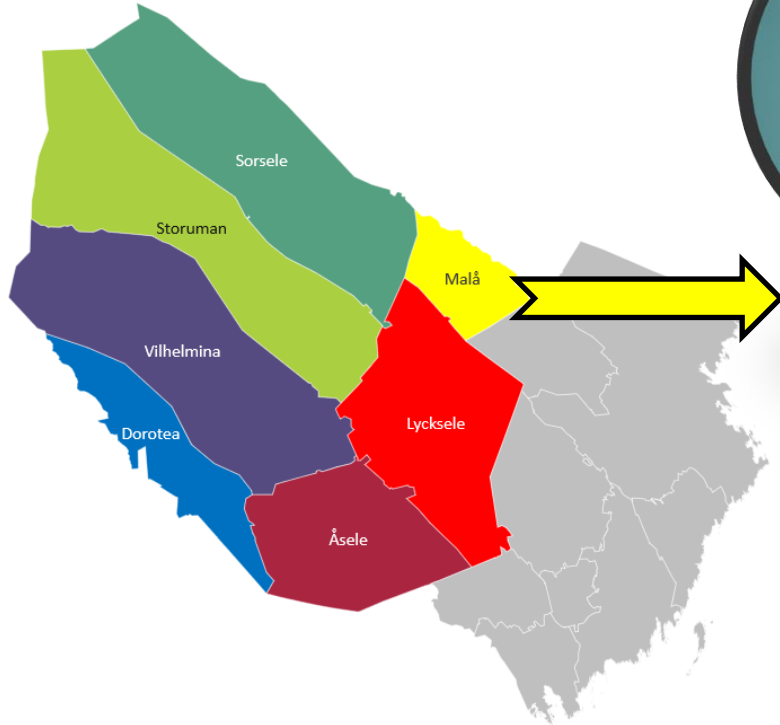 Sorsele
Storuman
Malå
Vilhelmina
Lycksele
Dorotea
Åsele